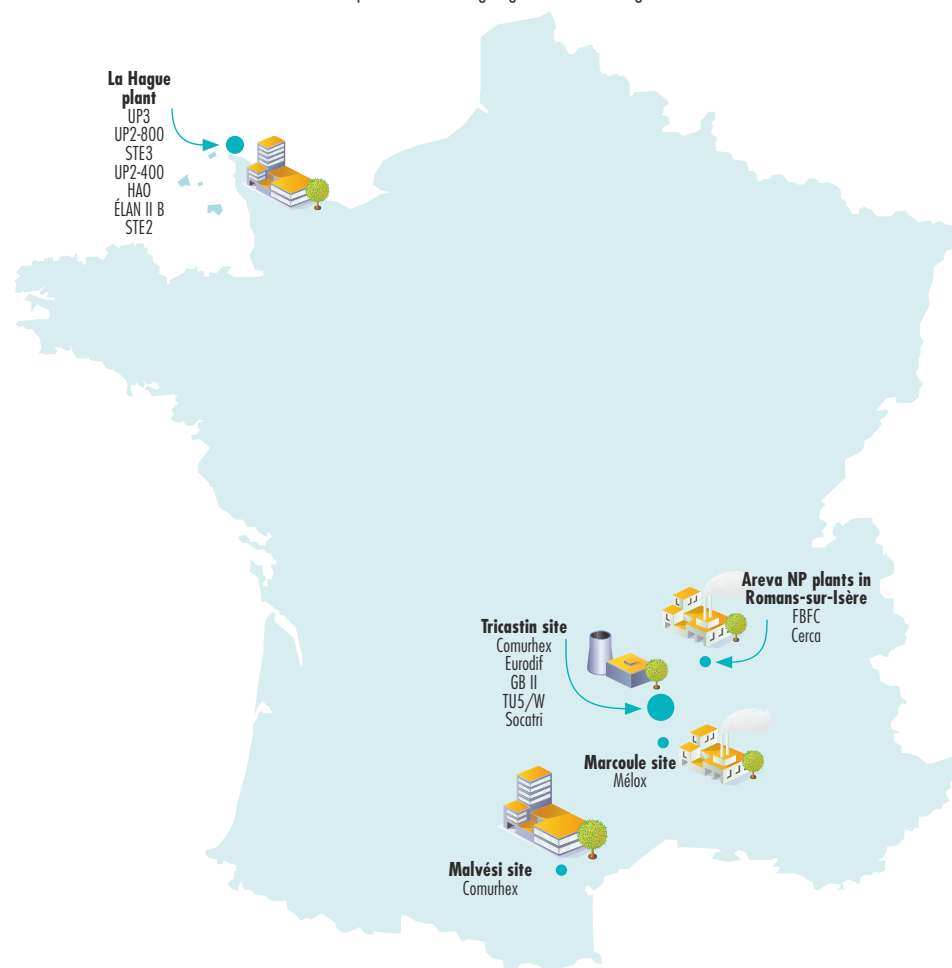 La Hague
plant
UP3
UP2-800
STE3
UP2-400
HAO
ÉLAN II B
STE2
Areva NP plants in
Romans-sur-Isère
FBFC
Cerca
Tricastin site
Comurhex
Eurodif
GB II
TU5/W
Socatri
Marcoule site
Mélox
Malvési site
Comurhex